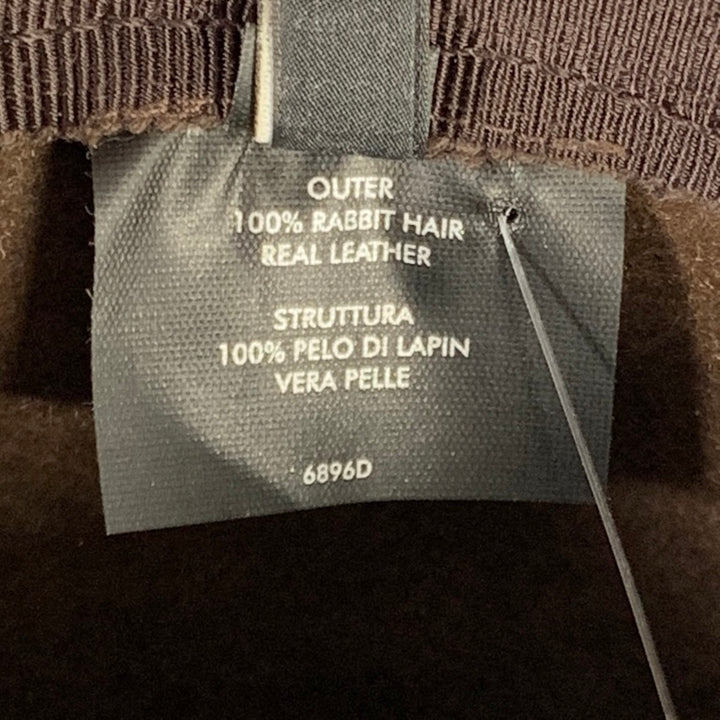 OUTER
100% RABBIT HAIR
REAL LEATHER
STRUTTURA
100% PELO DI LAPIN
VERA PELLE
6896D